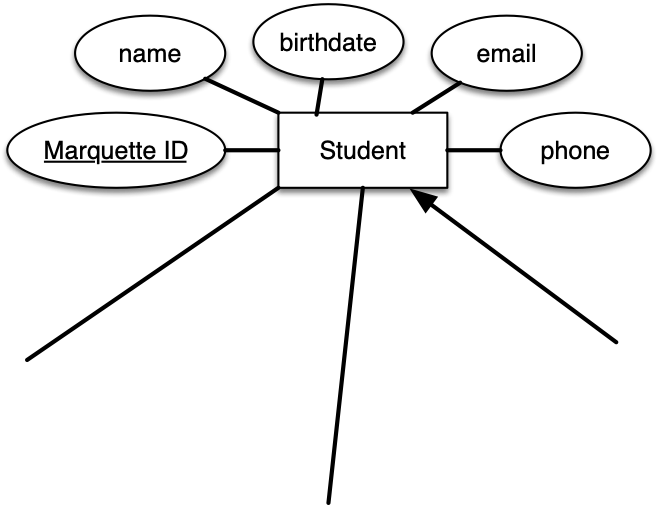 name
birthdate
email
Marquette ID
Student
phone